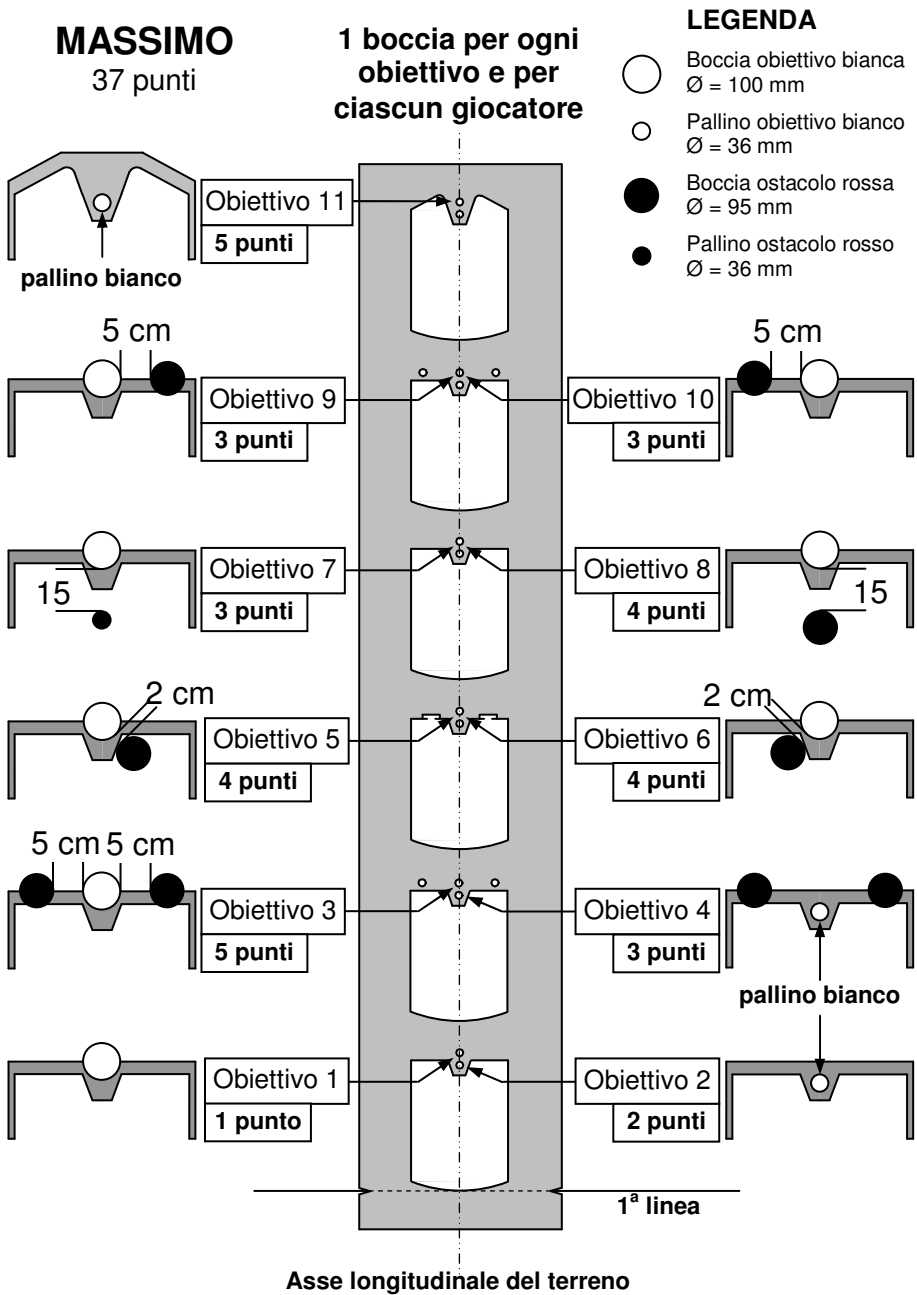 MASSIMO
37 punti
1 boccia per ogni
obiettivo e per
ciascun giocatore
LEGENDA
Boccia obiettivo bianca
Ø = 100 mm
Pallino obiettivo bianco
Ø = 36 mm
Boccia ostacolo rossa
Ø = 95 mm
Pallino ostacolo rosso
Ø = 36 mm
Obiettivo 11
5 punti
pallino bianco
5 cm
Obiettivo 9
3 punti
5 cm
Obiettivo 10
3 punti
15
Obiettivo 7
3 punti
Obiettivo 8
4 punti
15
2 cm
Obiettivo 5
4 punti
2 cm
Obiettivo 6
4 punti
5 cm 5 cm
Obiettivo 3
5 punti
Obiettivo 4
3 punti
pallino bianco
Obiettivo 1
1 punto
Obiettivo 2
2 punti
1ª linea
Asse longitudinale del terreno